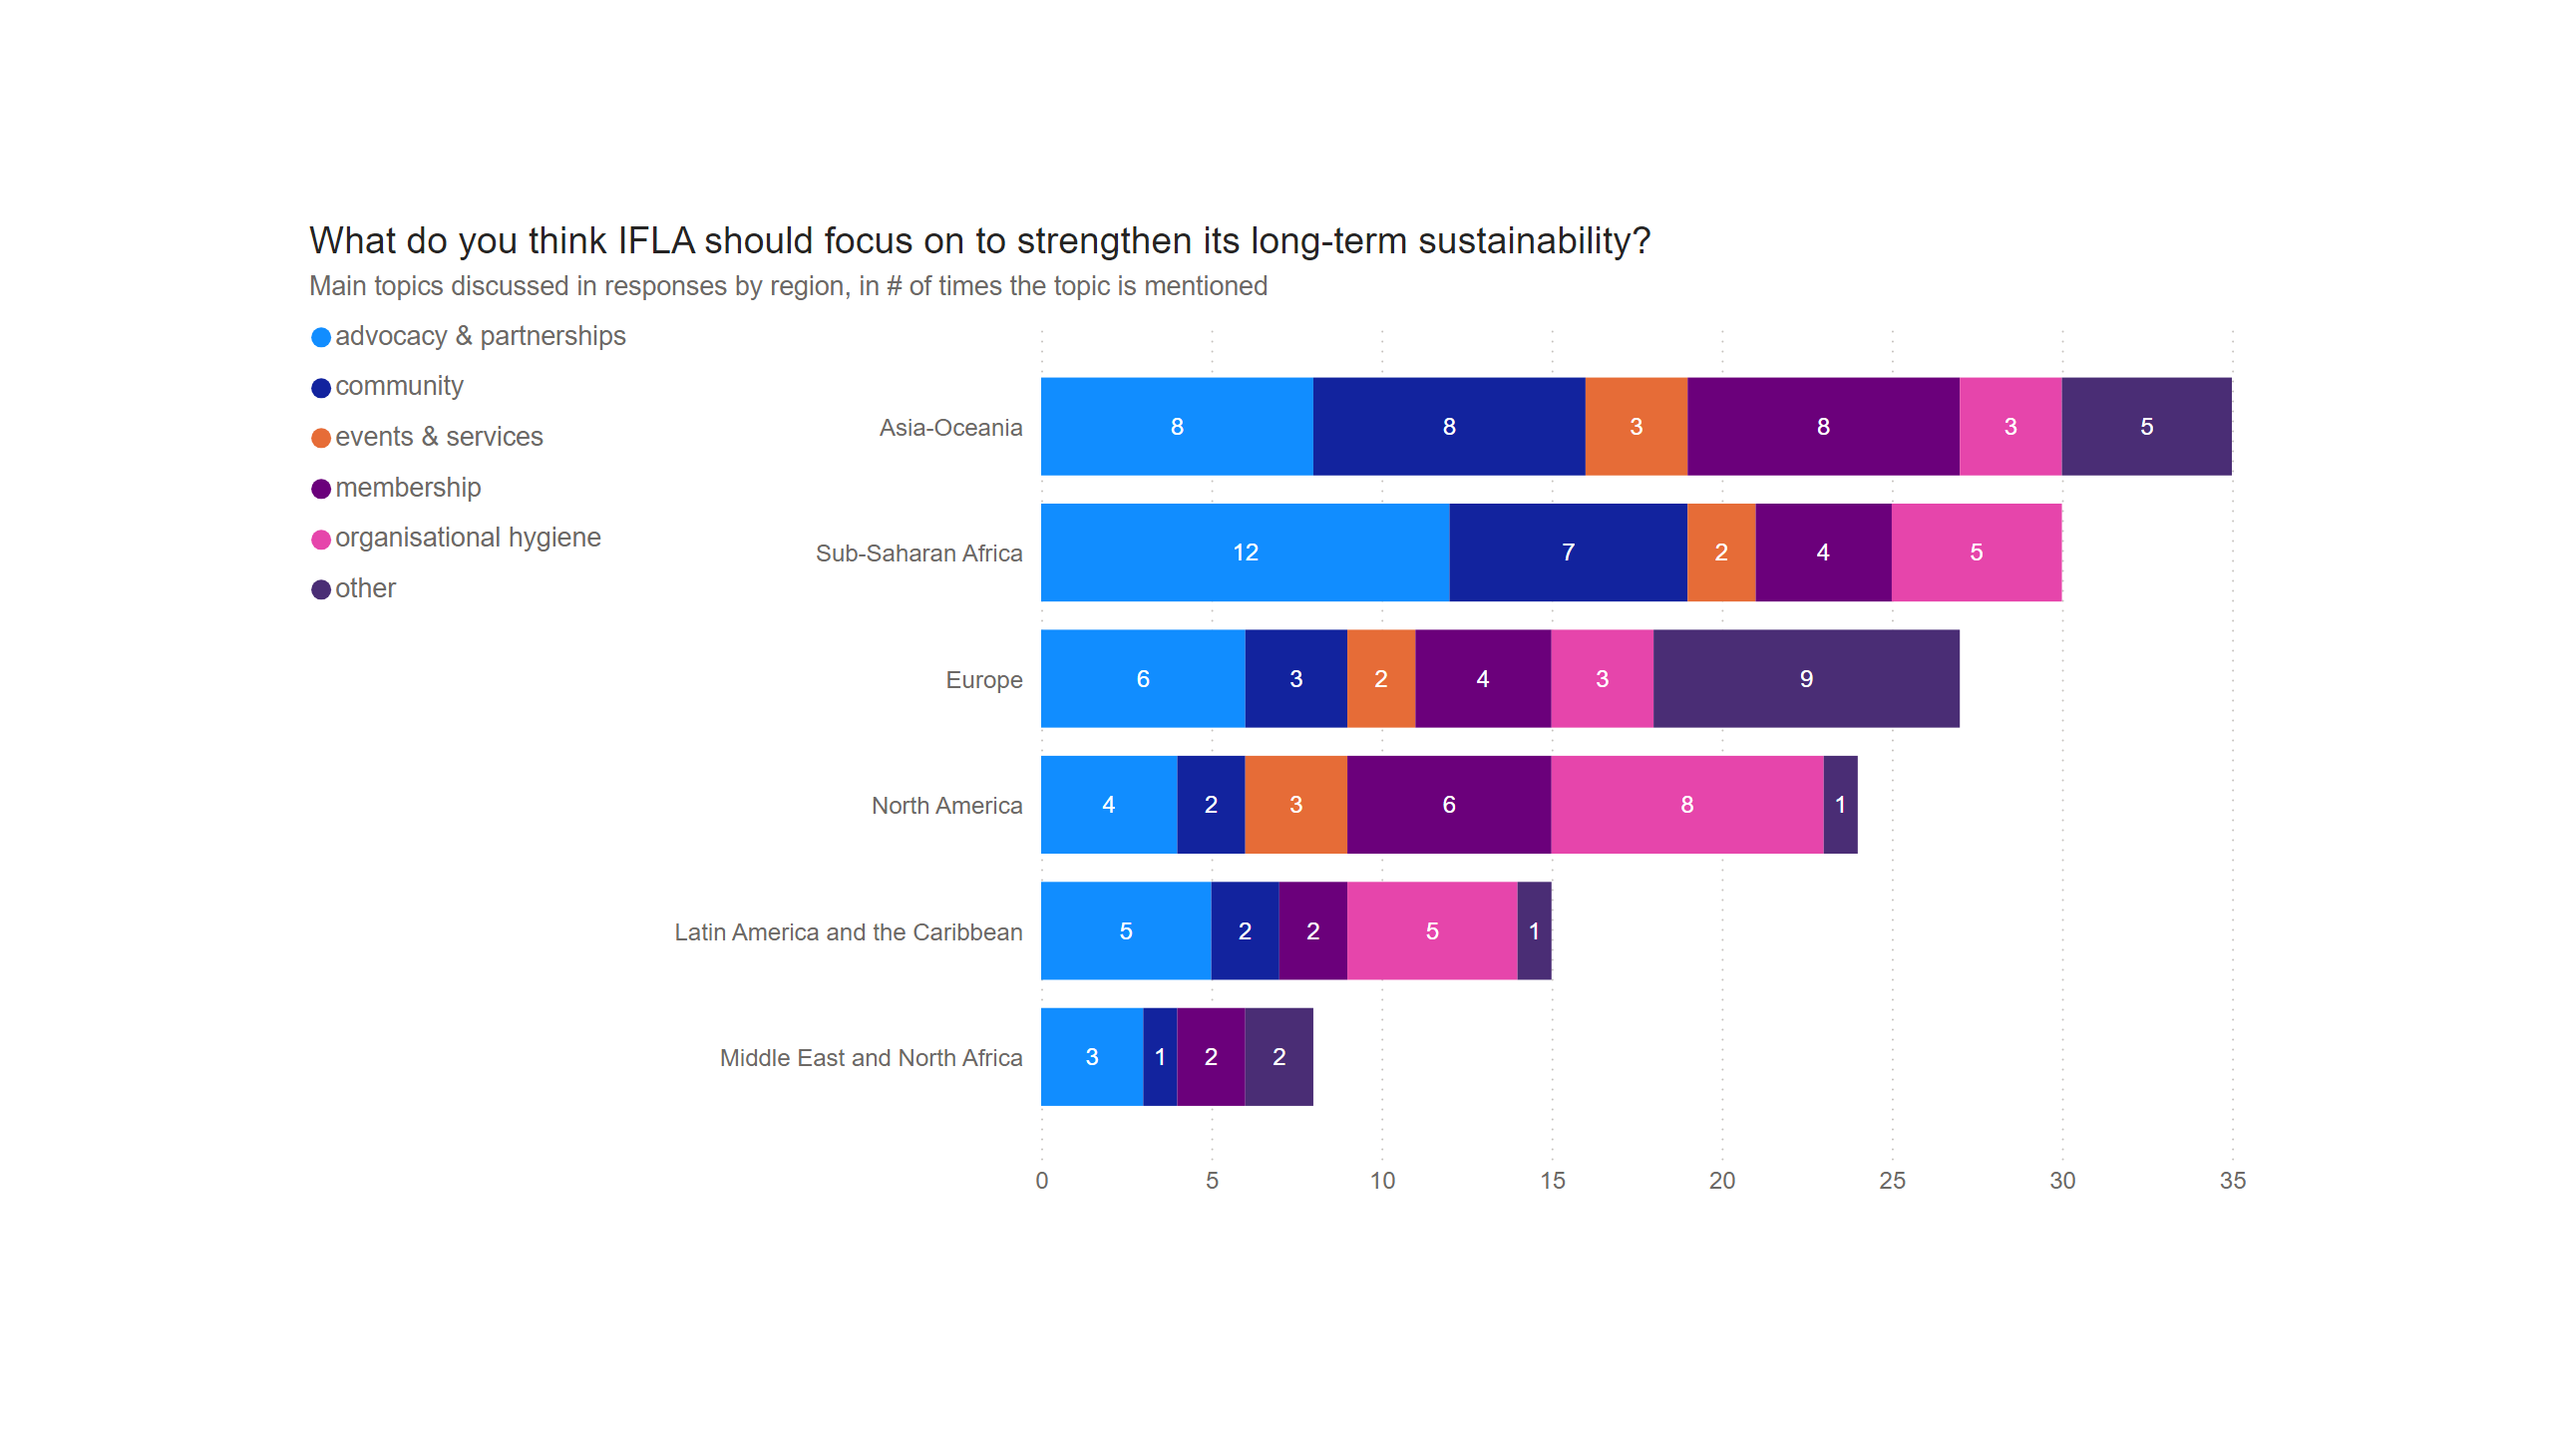 What do you think IFLA should focus on to strengthen its long-term sustainability?
Main topics discussed in responses by region, in # of times the topic is mentioned
advocacy & partnerships
community
events & services
membership
organisational hygiene
other
Asia-Oceania 8 8 3 8 3 5
Sub-Saharan Africa 12 7 2 4 5
Europe 6 3 2 4 3 9
North America 4 2 3 6 8 1
Latin America and the Caribbean 5 2 2 5 1
Middle East and North Africa 3 1 2 2
0 5 10 15 20 25 30 35